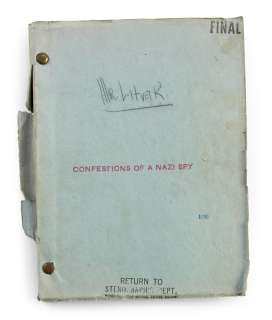 FINAL
Mr Litvak
CONFESSIONS OF A NAZI SPY
RETURN TO
STENOGRAPHIC DEPT.